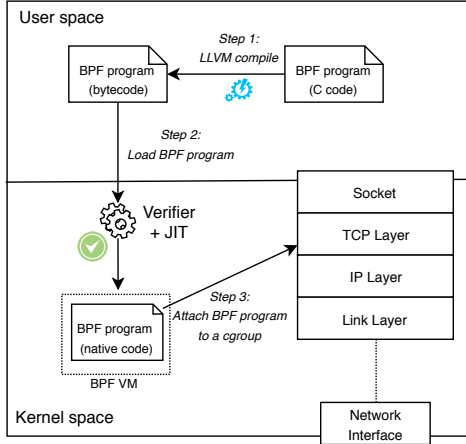 User space
Step 1:
LLVM compile
BPF program
(bytecode)
BPF program
(C code)
Step 2:
Load BPF program
Verifier
+ JIT
Socket
TCP Layer
IP Layer
Link Layer
Step 3:
Attach BPF program
to a cgroup
BPF program
(native code)
BPF VM
Kernel space
Network
Interface